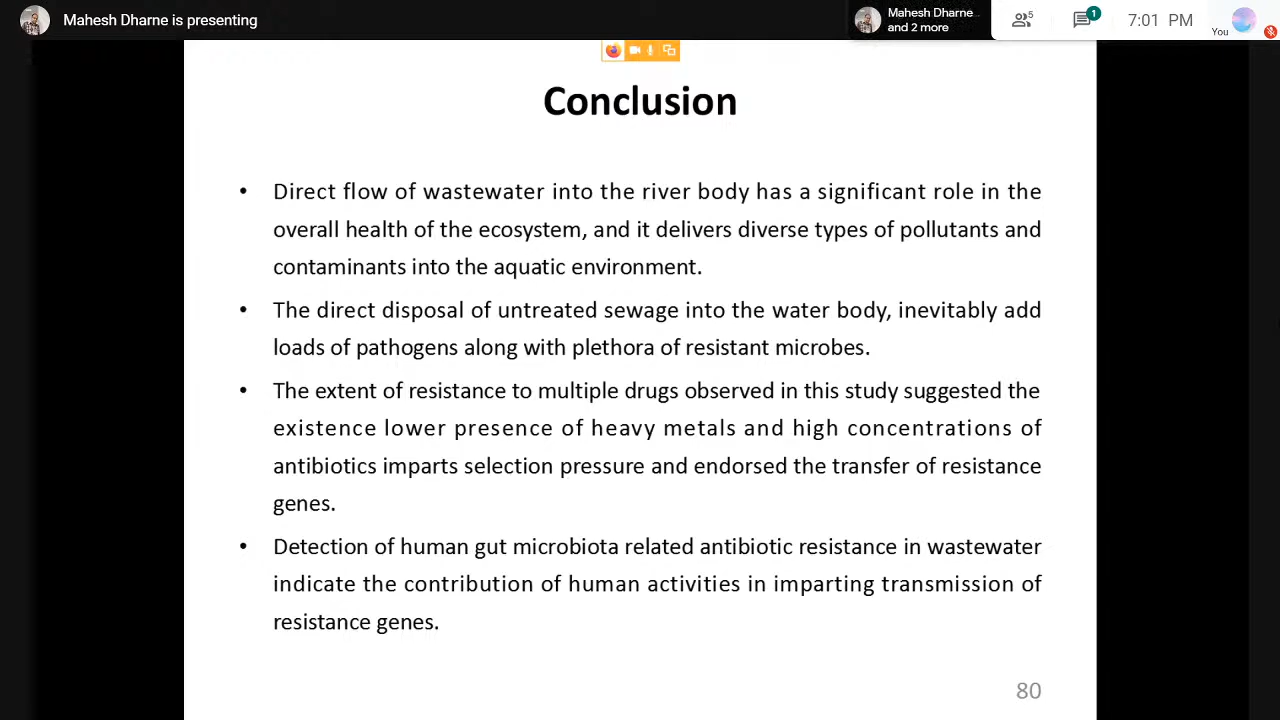 Mahesh Dharne is presenting
Mahesh Dharne...
and 2 more
5
1
7:01 PM
You
Conclusion
• Direct flow of wastewater into the river body has a significant role in the
overall health of the ecosystem, and it delivers diverse types of pollutants and
contaminants into the aquatic environment.
• The direct disposal of untreated sewage into the water body, inevitably add
loads of pathogens along with plethora of resistant microbes.
• The extent of resistance to multiple drugs observed in this study suggested the
existence lower presence of heavy metals and high concentrations of
antibiotics imparts selection pressure and endorsed the transfer of resistance
genes.
• Detection of human gut microbiota related antibiotic resistance in wastewater
indicate the contribution of human activities in imparting transmission of
resistance genes.
80